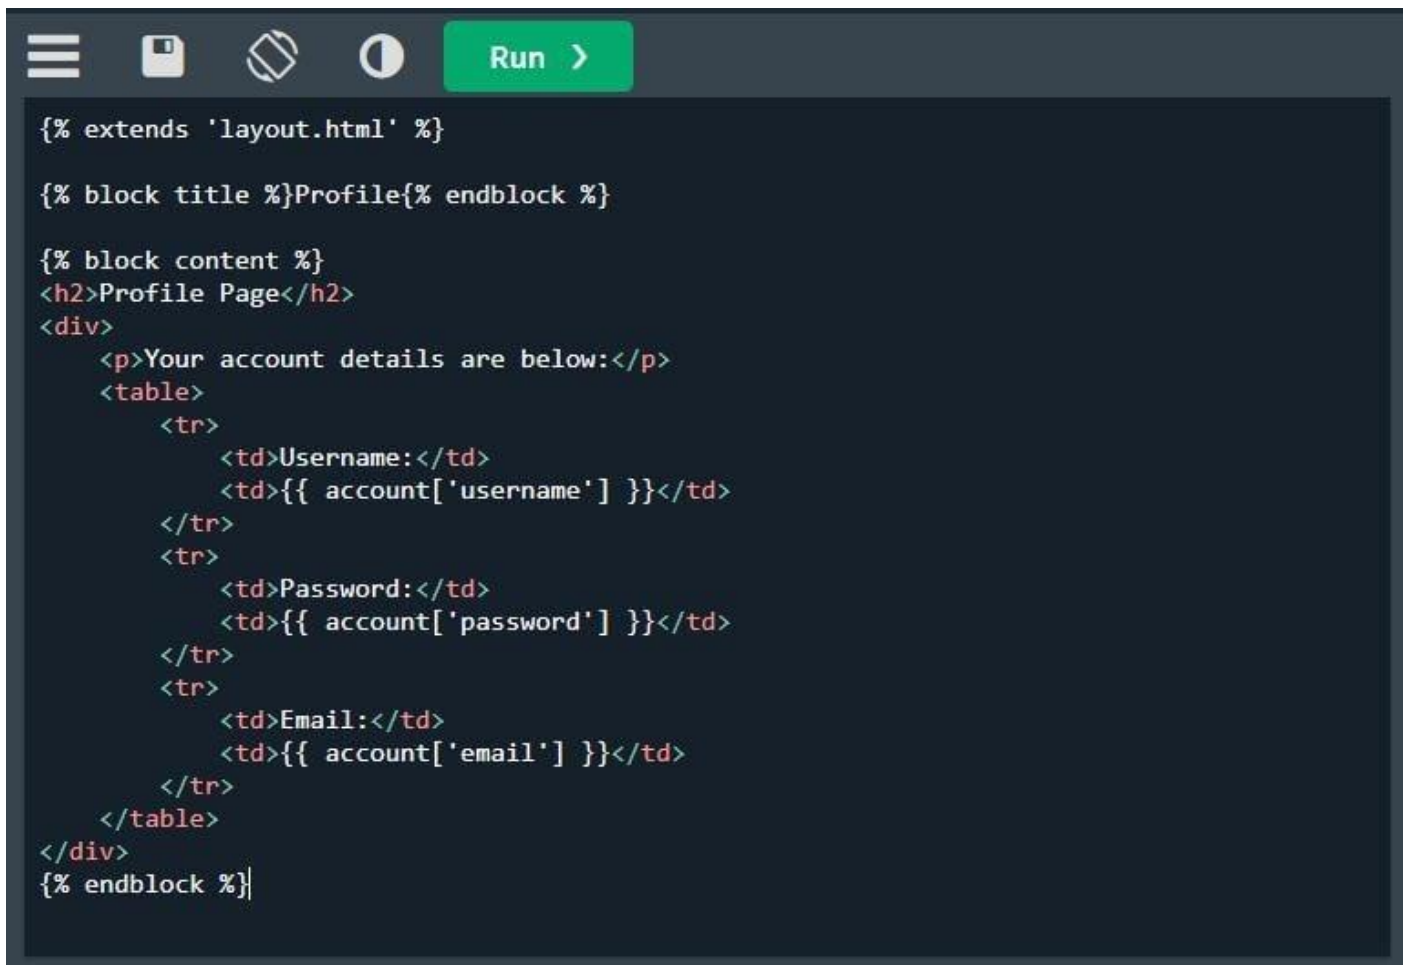 Run ❯
{% extends 'layout.html' %}
{% block title %}Profile{% endblock %}
{% block content %}
<h2>Profile Page</h2>
<div>
    <p>Your account details are below:</p>
    <table>
        <tr>
            <td>Username:</td>
            <td>{{ account['username'] }}</td>
        </tr>
        <tr>
            <td>Password:</td>
            <td>{{ account['password'] }}</td>
        </tr>
        <tr>
            <td>Email:</td>
            <td>{{ account['email'] }}</td>
        </tr>
    </table>
</div>
{% endblock %}